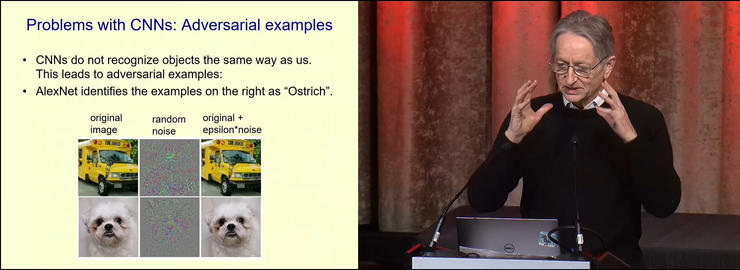 Problems with CNNs: Adversarial examples
• CNNs do not recognize objects the same way as us.
This leads to adversarial examples:
• AlexNet identifies the examples on the right as “Ostrich”.
original image
random noise
original + epsilon*noise
DELL